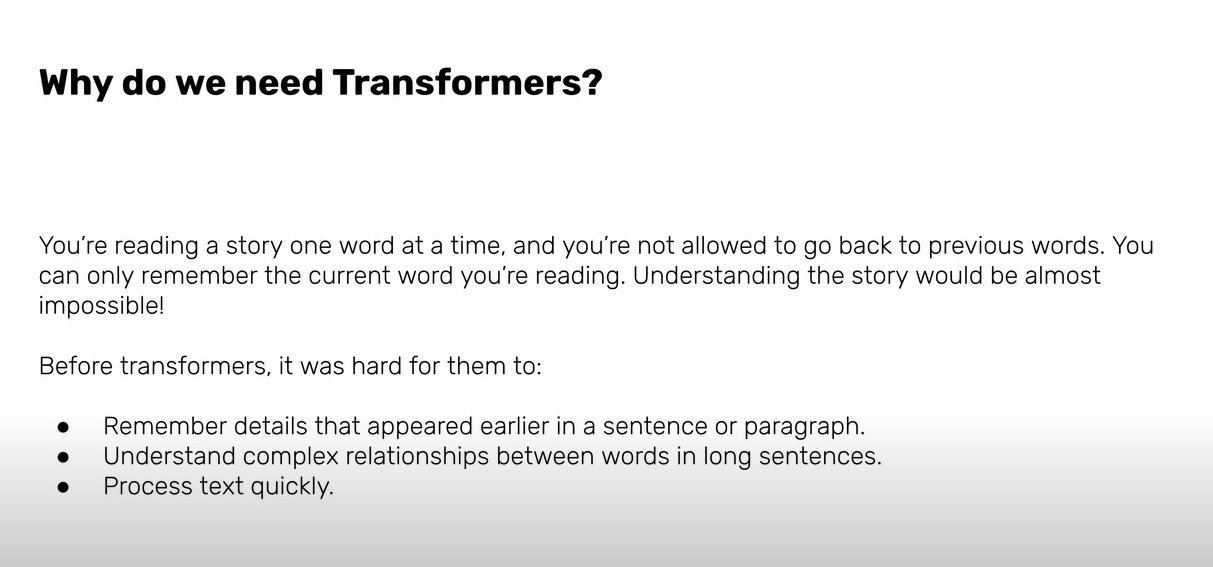 Why do we need Transformers?
You're reading a story one word at a time, and you're not allowed to go back to previous words. You
can only remember the current word you're reading. Understanding the story would be almost
impossible!
Before transformers, it was hard for them to:
● Remember details that appeared earlier in a sentence or paragraph.
● Understand complex relationships between words in long sentences.
● Process text quickly.